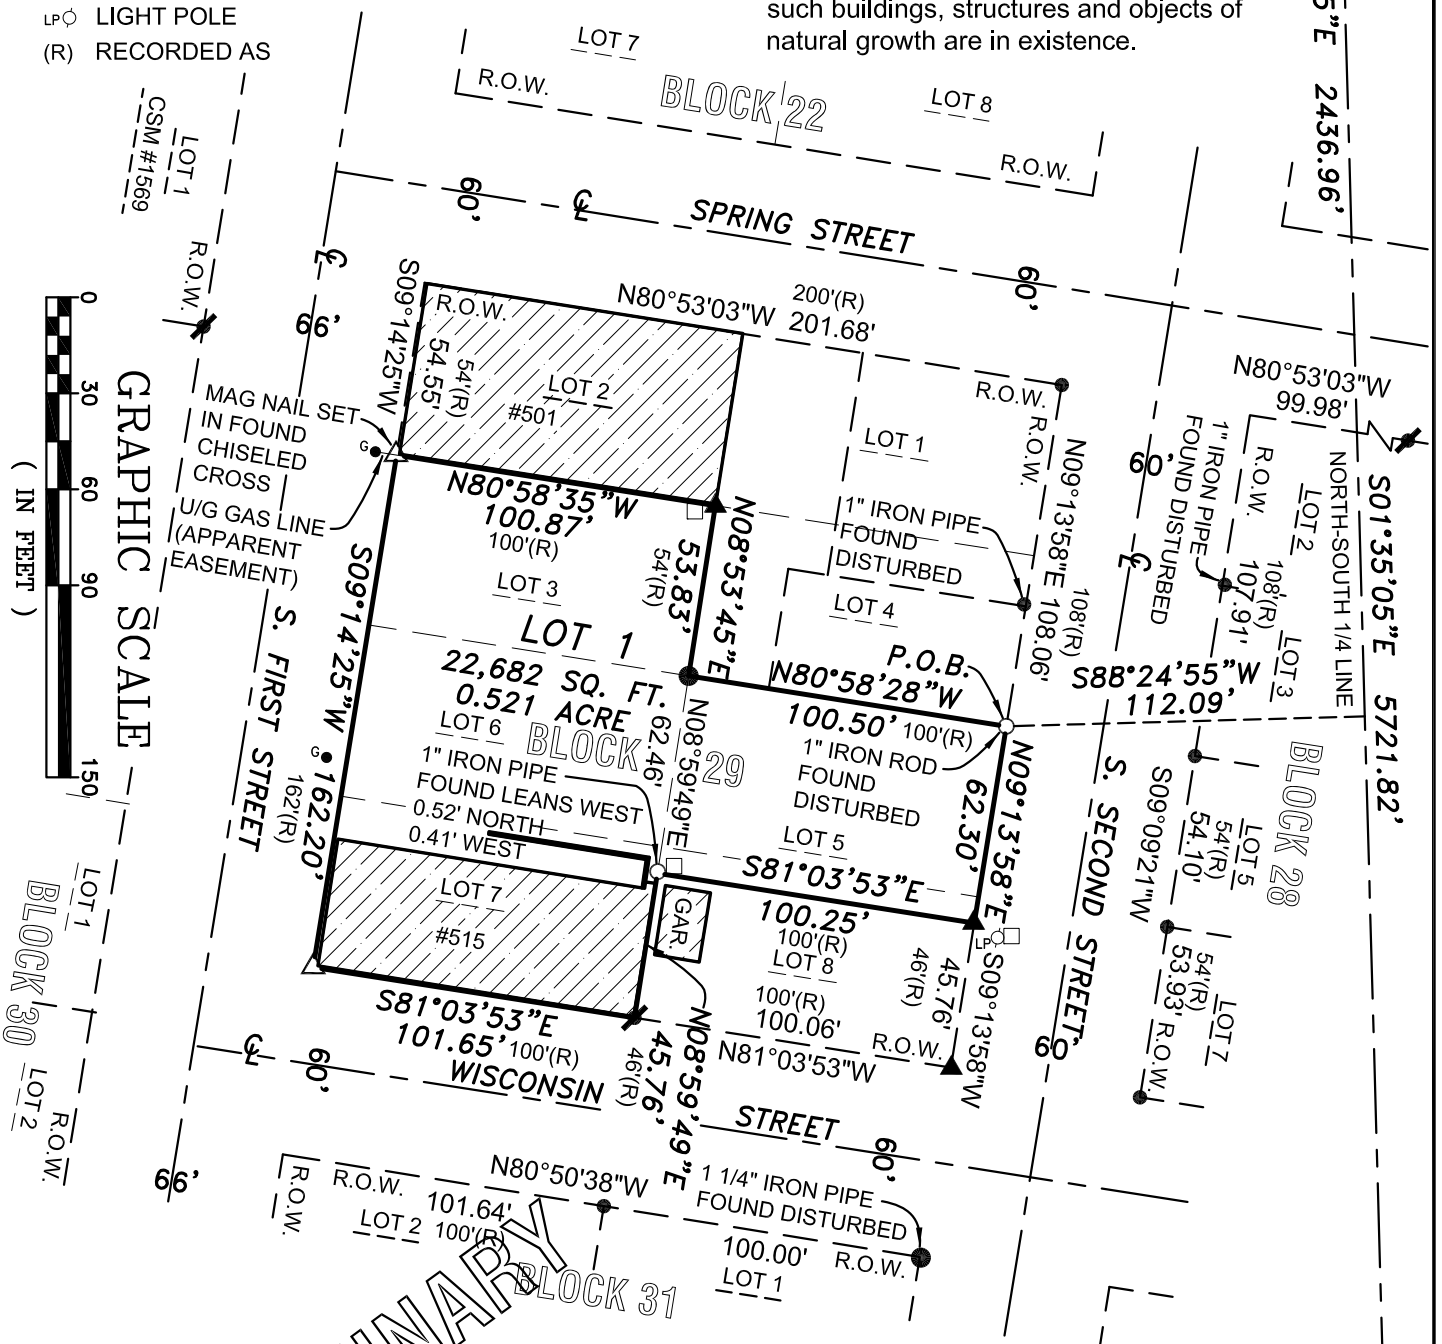 LP LIGHT POLE
(R) RECORDED AS
such buildings, structures and objects of
natural growth are in existence.
5"E 2436.96'
LOT 7
R.O.W.
BLOCK 22
LOT 8
R.O.W.
LOT 1
CSM #1569
R.O.W.
60'
SPRING STREET
60'
66'
S09°14'25"W
54.55'
54'(R)
R.O.W.
LOT 2
#501
N80°53'03"W
200'(R)
201.68'
R.O.W.
R.O.W.
LOT 1
N09°13'58"E 108.06'
108'(R)
60'
N80°53'03"W
99.98'
1" IRON PIPE
FOUND DISTURBED
R.O.W.
LOT 2
NORTH-SOUTH 1/4 LINE
S01°35'05"E 5721.82'
108'(R)
107.91'
LOT 3
MAG NAIL SET
IN FOUND
CHISELED
CROSS
G
U/G GAS LINE
(APPARENT
EASEMENT)
N80°58'35"W
100.87'
100'(R)
N08°53'45"E
53.83'
54'(R)
1" IRON PIPE
FOUND
DISTURBED
LOT 4
LOT 3
LOT 1
22,682 SQ. FT.
0.521 ACRE
P.O.B.
N80°58'28"W
100.50' 100'(R)
S88°24'55"W
112.09'
1" IRON ROD
FOUND
DISTURBED
LOT 6
BLOCK 29
N08°59'49"E
62.46'
1" IRON PIPE
FOUND LEANS WEST
0.52' NORTH
0.41' WEST
LOT 5
N09°13'58"E
62.30'
S. SECOND STREET
S09°09'21"W
54.10'
54'(R)
LOT 5
BLOCK 28
S09°14'25"W
G
162.20'
162'(R)
S. FIRST STREET
GRAPHIC SCALE
0 30 60 90 150
( IN FEET )
S81°03'53"E
100.25'
100'(R)
LOT 7
#515
GAR.
LP
LOT 8
100'(R)
100.06'
N81°03'53"W
R.O.W.
46'(R)
45.76'
S09°13'58"W
54'(R)
53.93'
LOT 7
R.O.W.
60'
S81°03'53"E
101.65' 100'(R)
46'(R)
45.76'
N08°59'49"E
WISCONSIN STREET
60'
60'
LOT 1
BLOCK 30
LOT 2
R.O.W.
66'
R.O.W.
R.O.W.
N80°50'38"W
101.64'
100'(R)
LOT 2
1 1/4" IRON PIPE
FOUND DISTURBED
100.00'
R.O.W.
LOT 1
BLOCK 31
INARY